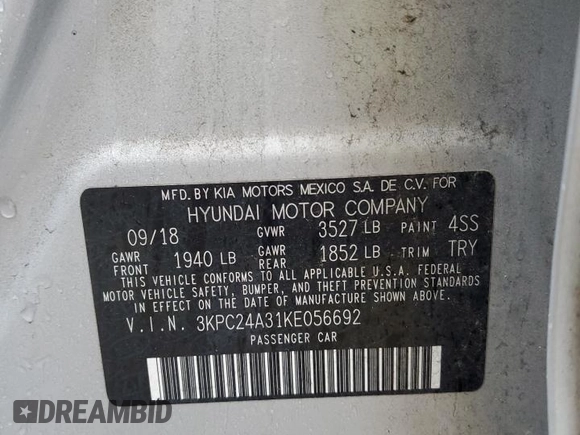 MFD. BY KIA MOTORS MEXICO S.A. DE C.V. FOR
HYUNDAI MOTOR COMPANY
09/18 GVWR 3527 LB PAINT 4SS
GAWR FRONT 1940 LB GAWR REAR 1852 LB TRIM TRY
THIS VEHICLE CONFORMS TO ALL APPLICABLE U.S.A. FEDERAL
MOTOR VEHICLE SAFETY, BUMPER, AND THEFT PREVENTION
STANDARDS IN EFFECT ON THE DATE OF MANUFACTURE SHOWN ABOVE.
V.I.N. 3KPC24A31KE056692
PASSENGER CAR
DREAMBID